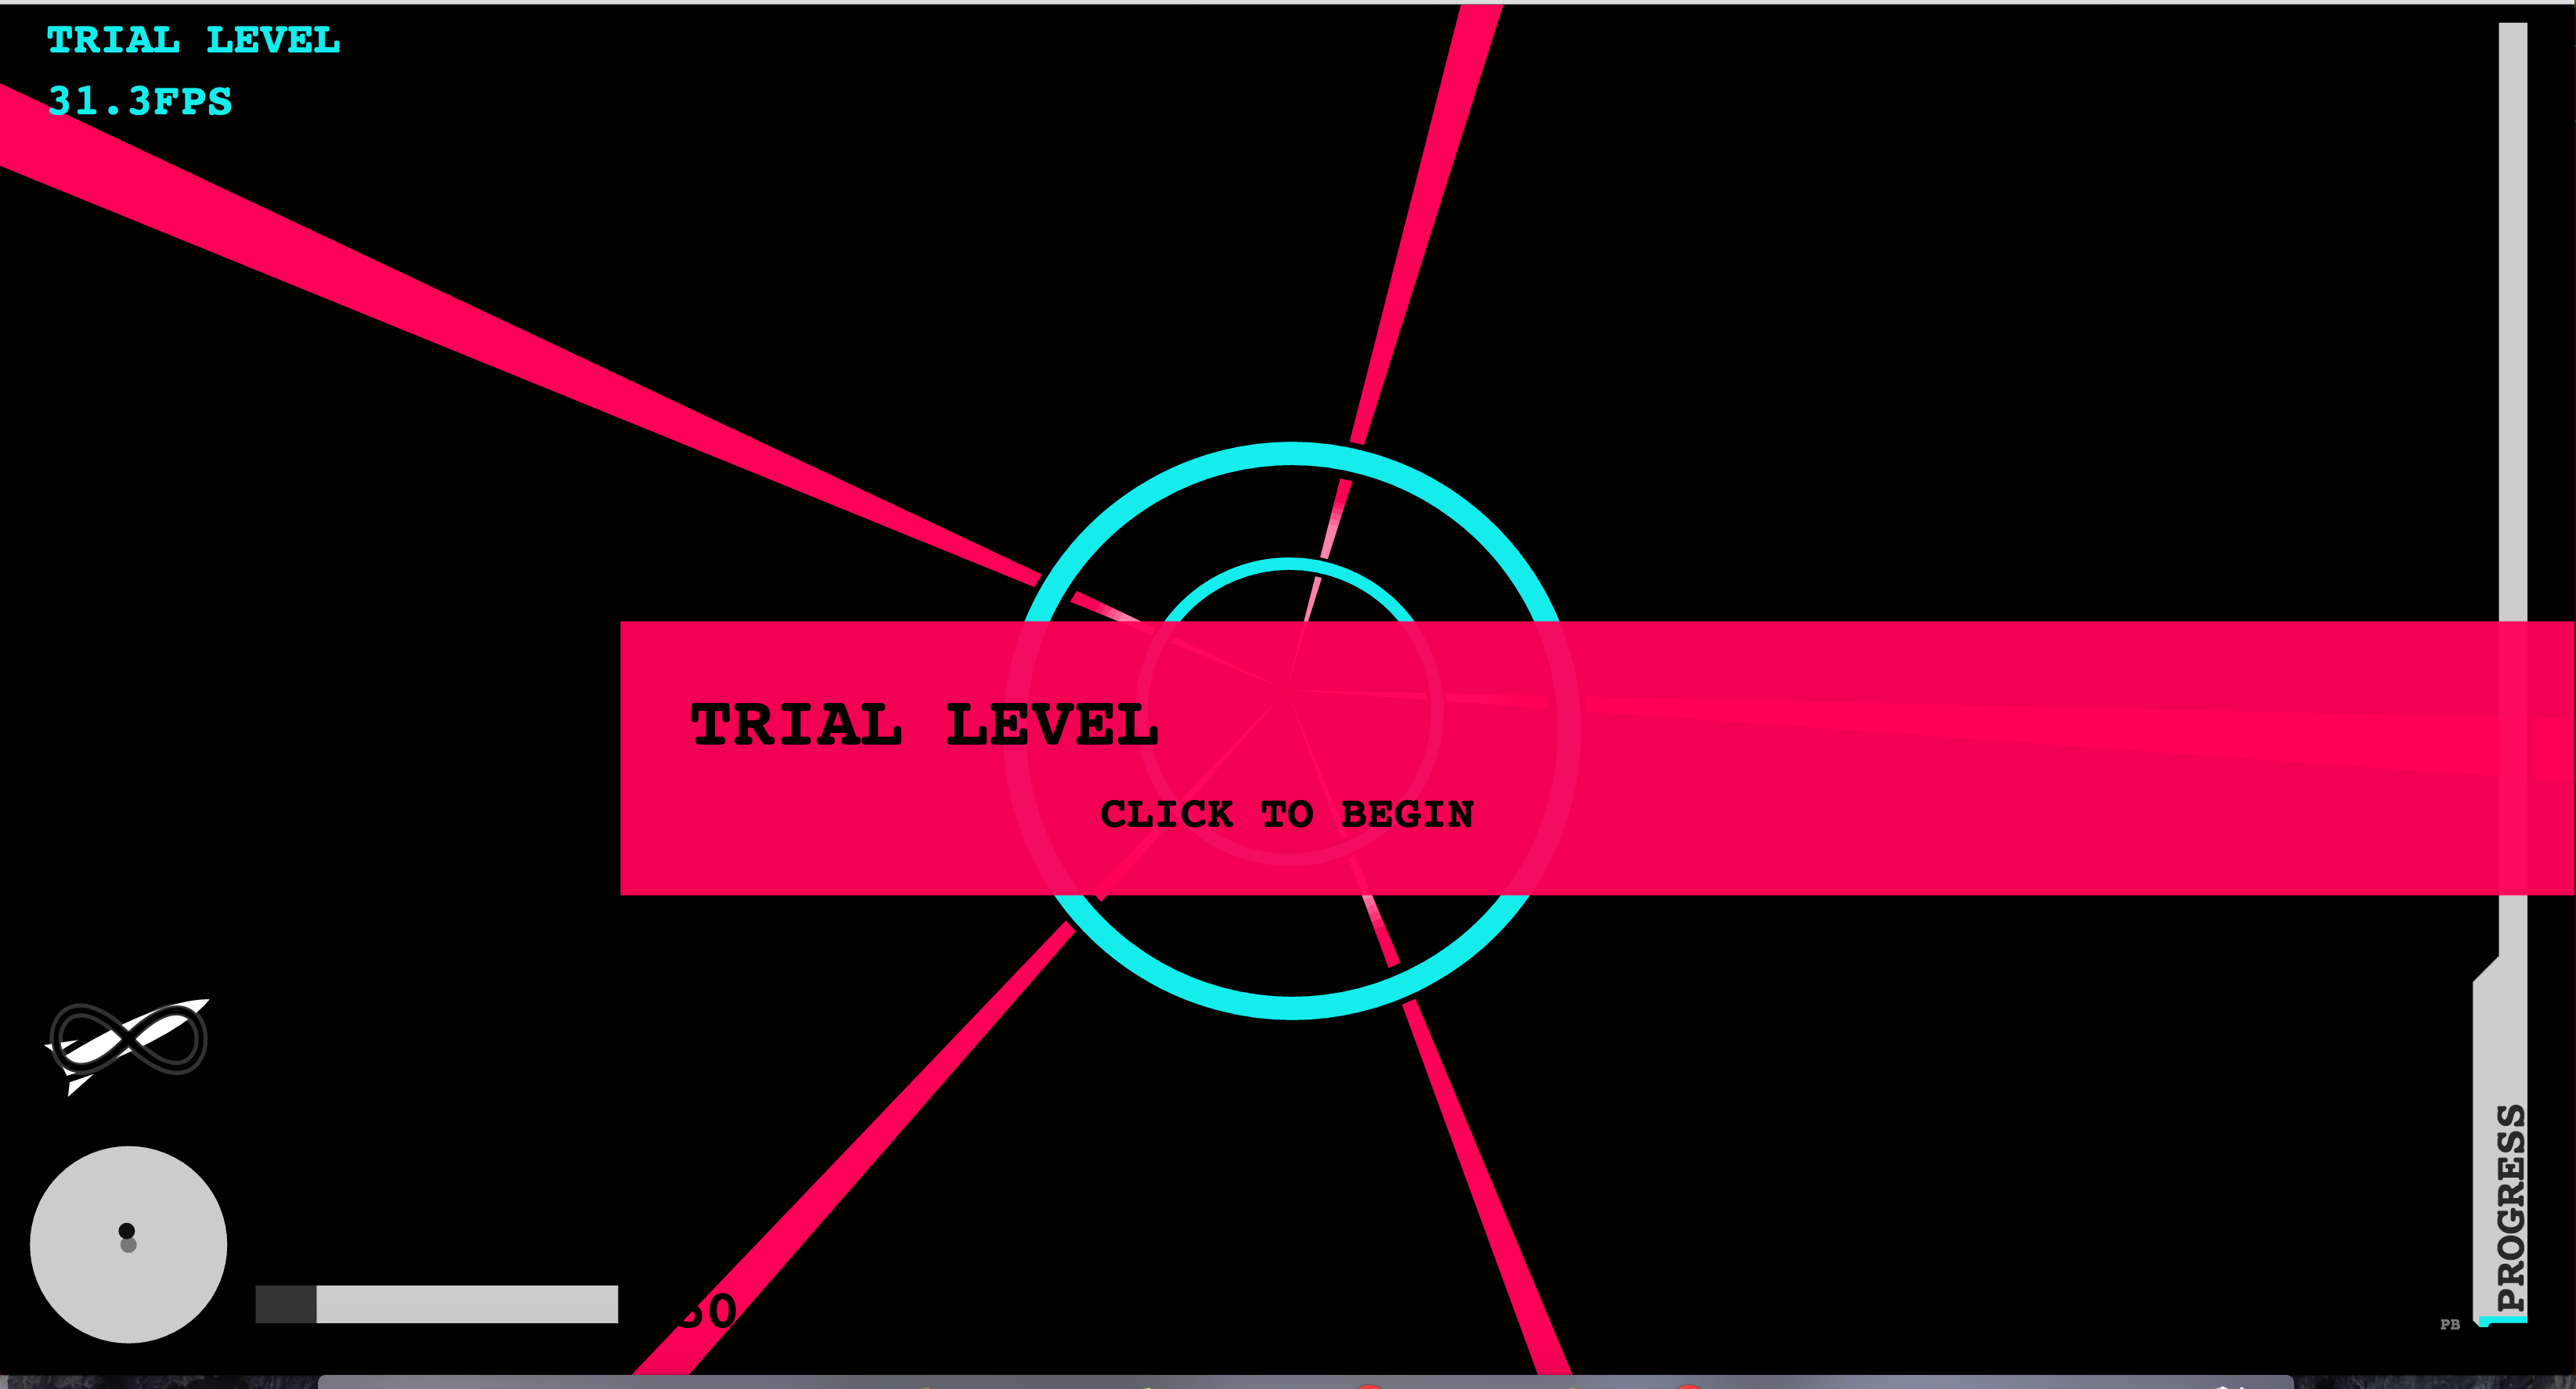 TRIAL LEVEL
31.3FPS
TRIAL LEVEL
CLICK TO BEGIN
PROGRESS
PB